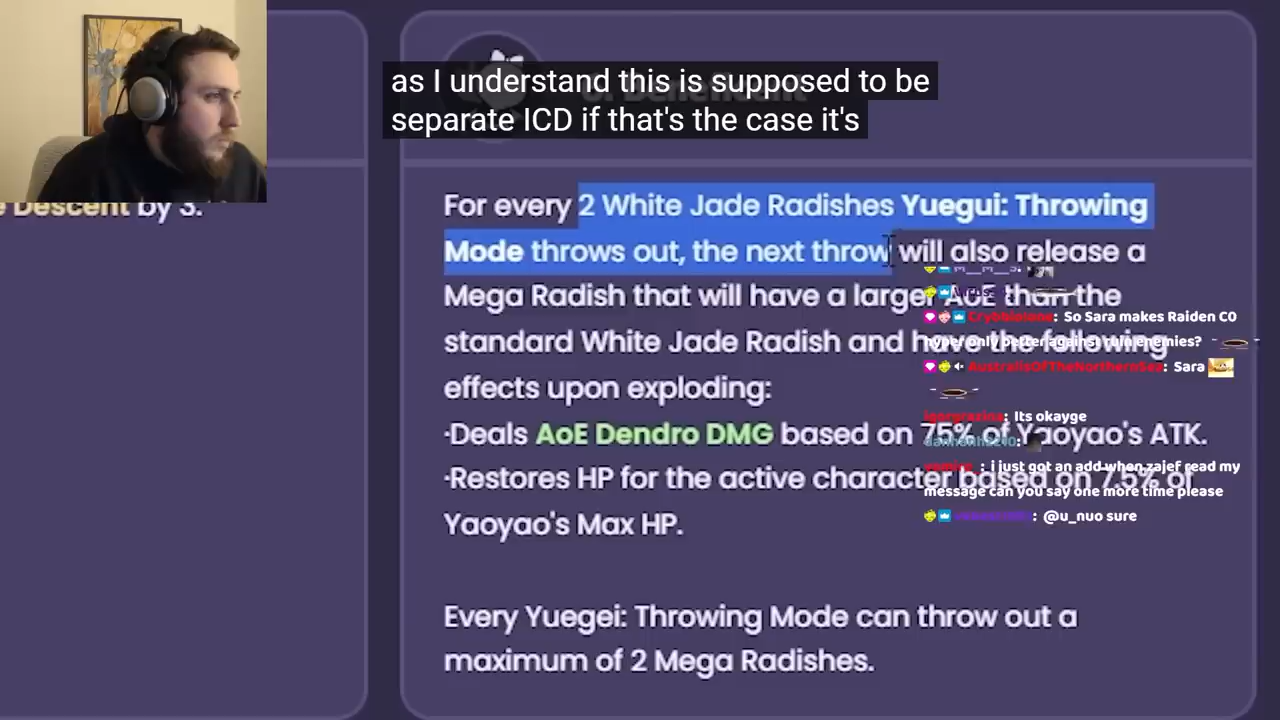 as I understand this is supposed to be
separate ICD if that's the case it's
e Descent by 3.
For every 2 White Jade Radishes Yuegui: Throwing
Mode throws out, the next throw will also release a
Mega Radish that will have a larger AoE than the
standard White Jade Radish and have the following
effects upon exploding:
·Deals AoE Dendro DMG based on 75% of Yaoyao's ATK.
·Restores HP for the active character based on 7.5% of
Yaoyao's Max HP.
Every Yuegei: Throwing Mode can throw out a
maximum of 2 Mega Radishes.
: So Sara makes Raiden C0
hyper only better against ruin enemies?
AustralisOfTheNorthernSea: Sara
: Its okayge
: i just got an add when zajef read my
message can you say one more time please
: @u_nuo sure